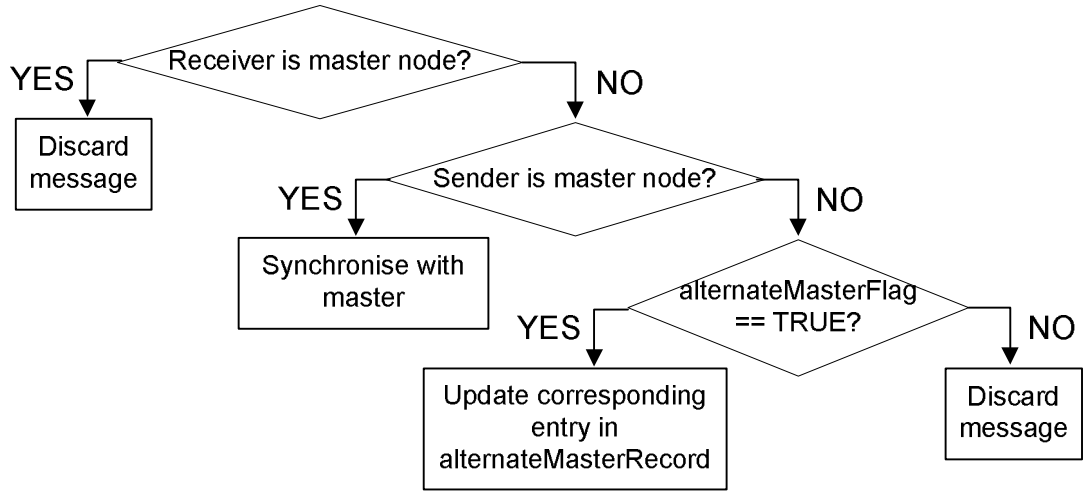 Receiver is master node?
YES
NO
Discard
message
Sender is master node?
YES
NO
Synchronise with
master
alternateMasterFlag
== TRUE?
YES
NO
Update corresponding
entry in
alternateMasterRecord
Discard
message